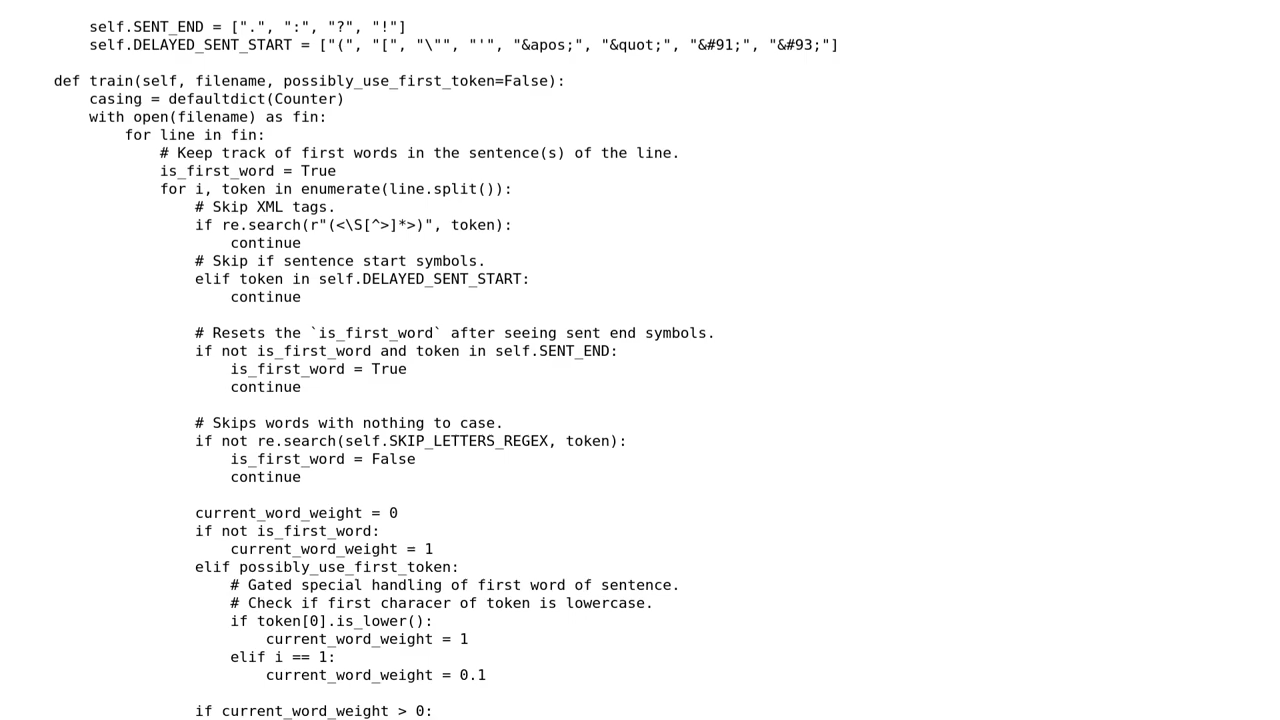 self.SENT_END = [".", ":", "?", "!"]
self.DELAYED_SENT_START = ["(", "[", "\"", "'", "&apos;", "&quot;", "&#91;", "&#93;"]
def train(self, filename, possibly_use_first_token=False):
casing = defaultdict(Counter)
with open(filename) as fin:
for line in fin:
# Keep track of first words in the sentence(s) of the line.
is_first_word = True
for i, token in enumerate(line.split()):
# Skip XML tags.
if re.search(r"(<\S[^>]*>)", token):
continue
# Skip if sentence start symbols.
elif token in self.DELAYED_SENT_START:
continue
# Resets the `is_first_word` after seeing sent end symbols.
if not is_first_word and token in self.SENT_END:
is_first_word = True
continue
# Skips words with nothing to case.
if not re.search(self.SKIP_LETTERS_REGEX, token):
is_first_word = False
continue
current_word_weight = 0
if not is_first_word:
current_word_weight = 1
elif possibly_use_first_token:
# Gated special handling of first word of sentence.
# Check if first characer of token is lowercase.
if token[0].is_lower():
current_word_weight = 1
elif i == 1:
current_word_weight = 0.1
if current_word_weight > 0: